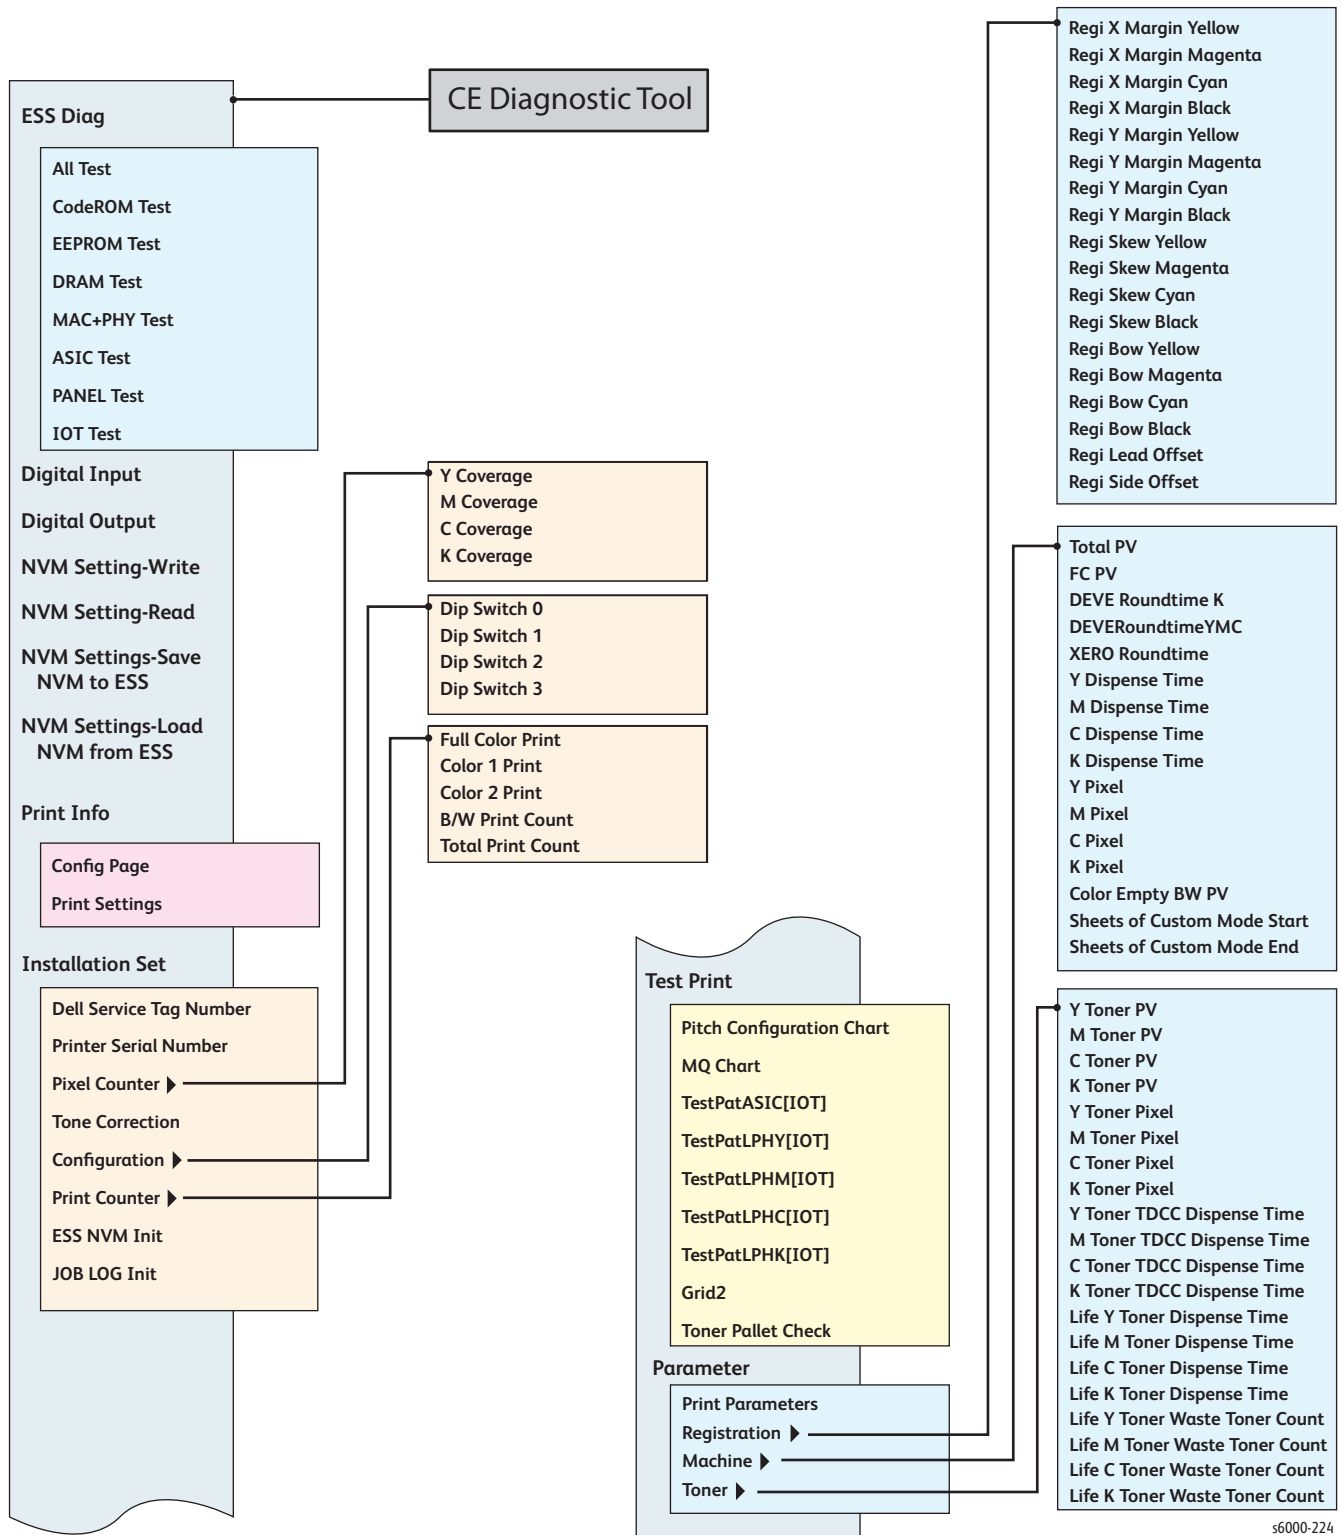 CE Diagnostic Tool
ESS Diag
All Test
CodeROM Test
EEPROM Test
DRAM Test
MAC+PHY Test
ASIC Test
PANEL Test
IOT Test
Digital Input
Digital Output
NVM Setting-Write
NVM Setting-Read
NVM Settings-Save
NVM to ESS
NVM Settings-Load
NVM from ESS
Print Info
Config Page
Print Settings
Installation Set
Dell Service Tag Number
Printer Serial Number
Pixel Counter
Tone Correction
Configuration
Print Counter
ESS NVM Init
JOB LOG Init
Y Coverage
M Coverage
C Coverage
K Coverage
Dip Switch 0
Dip Switch 1
Dip Switch 2
Dip Switch 3
Full Color Print
Color 1 Print
Color 2 Print
B/W Print Count
Total Print Count
Test Print
Pitch Configuration Chart
MQ Chart
TestPatASIC[IOT]
TestPatLPHY[IOT]
TestPatLPHM[IOT]
TestPatLPHC[IOT]
TestPatLPHK[IOT]
Grid2
Toner Pallet Check
Parameter
Print Parameters
Registration
Machine
Toner
Regi X Margin Yellow
Regi X Margin Magenta
Regi X Margin Cyan
Regi X Margin Black
Regi Y Margin Yellow
Regi Y Margin Magenta
Regi Y Margin Cyan
Regi Y Margin Black
Regi Skew Yellow
Regi Skew Magenta
Regi Skew Cyan
Regi Skew Black
Regi Bow Yellow
Regi Bow Magenta
Regi Bow Cyan
Regi Bow Black
Regi Lead Offset
Regi Side Offset
Total PV
FC PV
DEVE Roundtime K
DEVERoundtimeYMC
XERO Roundtime
Y Dispense Time
M Dispense Time
C Dispense Time
K Dispense Time
Y Pixel
M Pixel
C Pixel
K Pixel
Color Empty BW PV
Sheets of Custom Mode Start
Sheets of Custom Mode End
Y Toner PV
M Toner PV
C Toner PV
K Toner PV
Y Toner Pixel
M Toner Pixel
C Toner Pixel
K Toner Pixel
Y Toner TDCC Dispense Time
M Toner TDCC Dispense Time
C Toner TDCC Dispense Time
K Toner TDCC Dispense Time
Life Y Toner Dispense Time
Life M Toner Dispense Time
Life C Toner Dispense Time
Life K Toner Dispense Time
Life Y Toner Waste Toner Count
Life M Toner Waste Toner Count
Life C Toner Waste Toner Count
Life K Toner Waste Toner Count
s6000-224